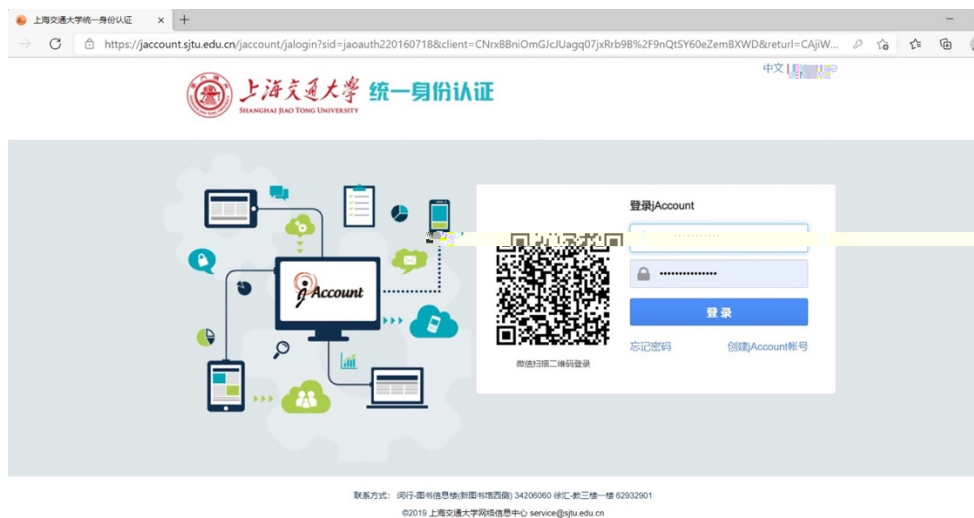 上海交通大学统一身份认证
https://jaccount.sjtu.edu.cn/jaccount/jalogin?sid=jaoauth220160718&client=CNrxBBniOmGJcJUagq07jxRrb9B%2F9nQtSY60eZemBXWD&returl=CAjiW...
中文 |
上海交通大学 统一身份认证
SHANGHAI JIAO TONG UNIVERSITY
登录jAccount
jAccount
登 录
忘记密码 创建jAccount帐号
微信扫描二维码登录
联系方式: 闵行-图书信息楼(新图书馆西侧) 34206060 徐汇-教三楼一楼 62932901
©2019 上海交通大学网络信息中心 service@sjtu.edu.cn